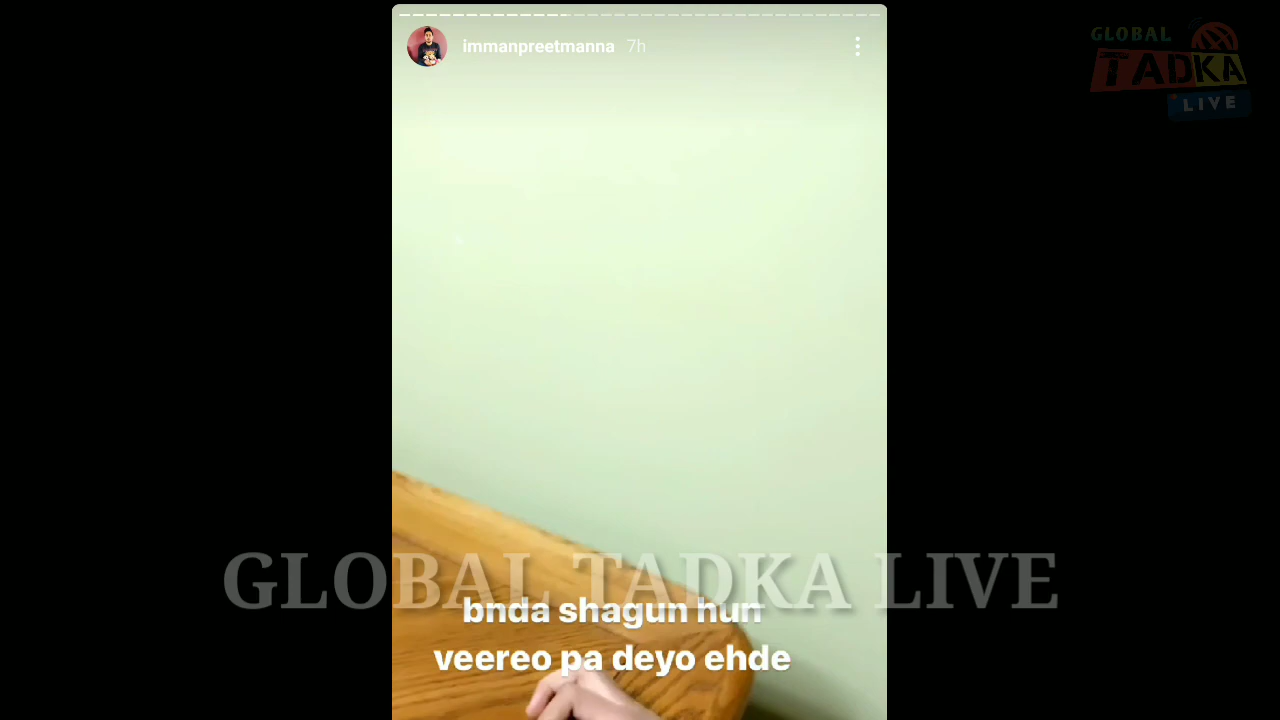 immanpreetmanna 7h
GLOBAL
TADKA
LIVE
GLOBAL TADKA LIVE
bnda shagun hun
veereo pa deyo ehde